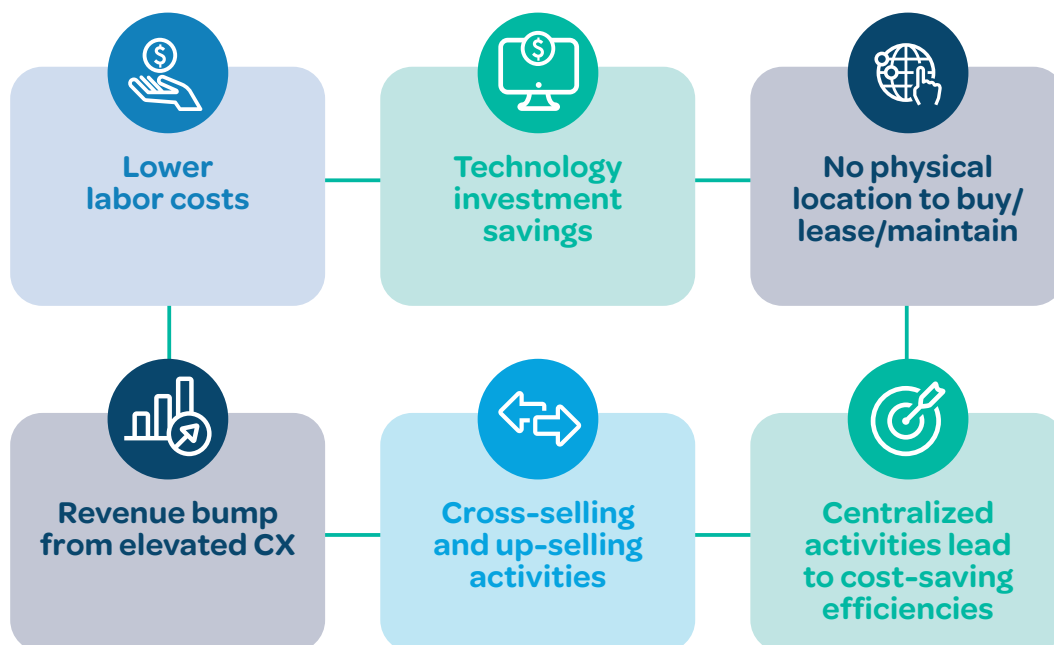 Lower
labor costs
Technology
investment
savings
No physical
location to buy/
lease/maintain
Revenue bump
from elevated CX
Cross-selling
and up-selling
activities
Centralized
activities lead
to cost-saving
efficiencies